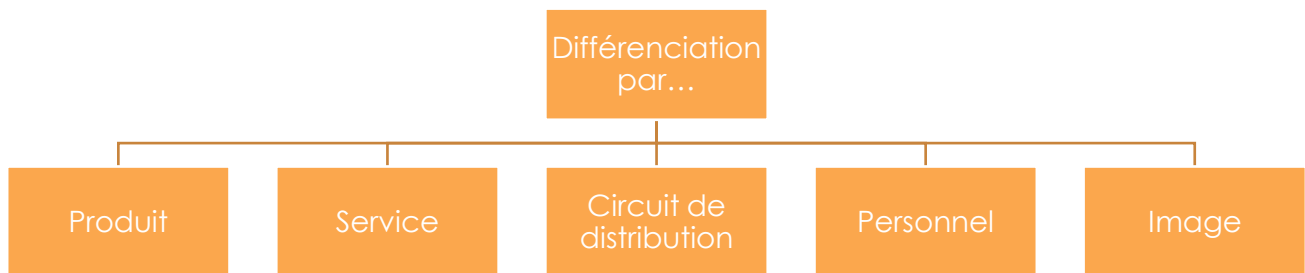 Différenciation
par…
Produit
Service
Circuit de
distribution
Personnel
Image